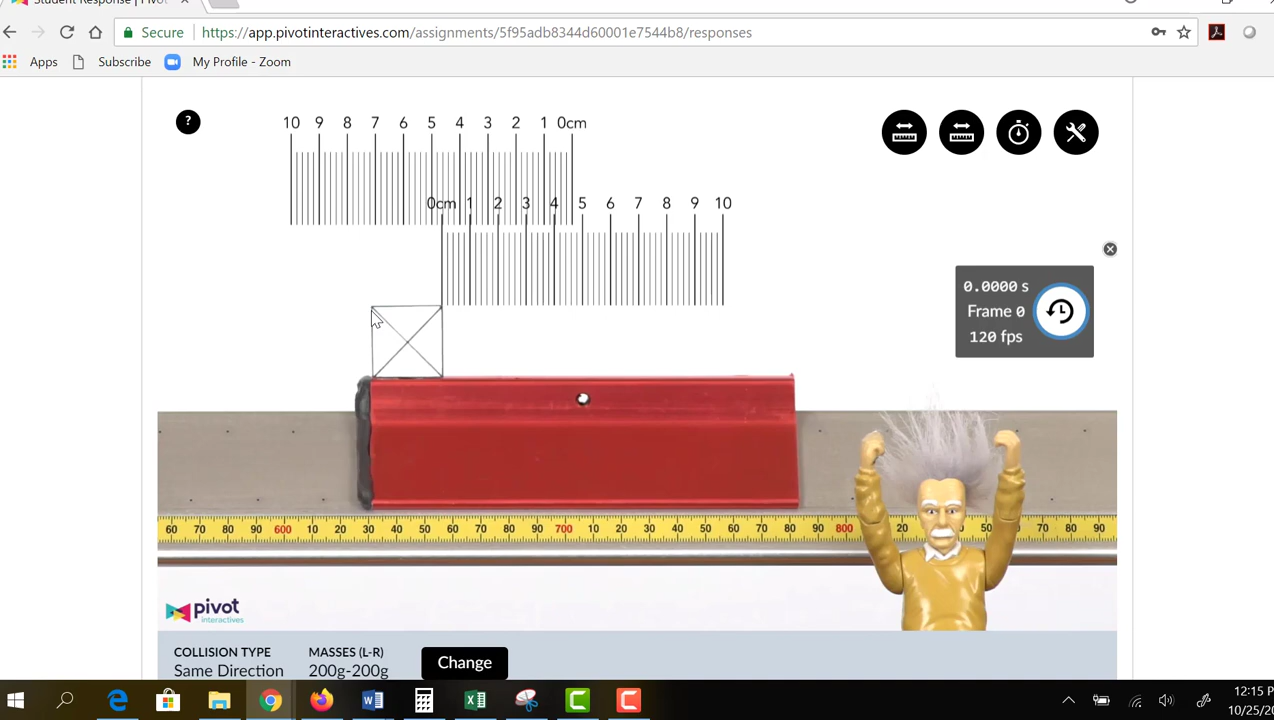 Student Response | Pivot
Secure https://app.pivotinteractives.com/assignments/5f95adb8344d60001e7544b8/responses
Apps Subscribe My Profile - Zoom
?
10 9 8 7 6 5 4 3 2 1 0cm
0cm 1 2 3 4 5 6 7 8 9 10
0.0000 s
Frame 0
120 fps
60 70 80 90 600 10 20 30 40 50 60 70 80 90 700 10 20 30 40 50 60 70 80 90 800 20 50 60 70 80 90
pivot
interactives
COLLISION TYPE MASSES (L-R)
Same Direction 200g-200g
Change
12:15 PM
10/25/20